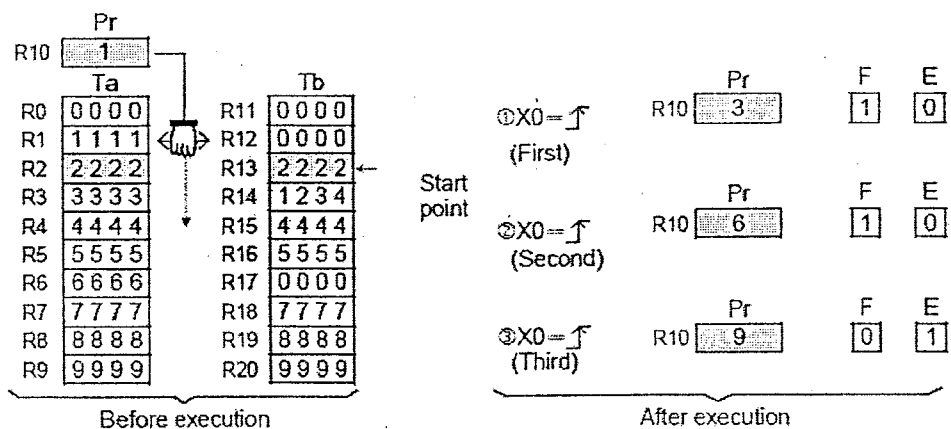 Pr
R10 1
Ta Tb
R0 0000 R11 0000
R1 1111 R12 0000
R2 2222 R13 2222
R3 3333 R14 1234
R4 4444 R15 4444
R5 5555 R16 5555
R6 6666 R17 0000
R7 7777 R18 7777
R8 8888 R19 8888
R9 9999 R20 9999
Before execution
Start
point
Pr F E
①X0= R10 3 1 0
(First)
Pr F E
②X0= R10 6 1 0
(Second)
Pr F E
③X0= R10 9 0 1
(Third)
After execution